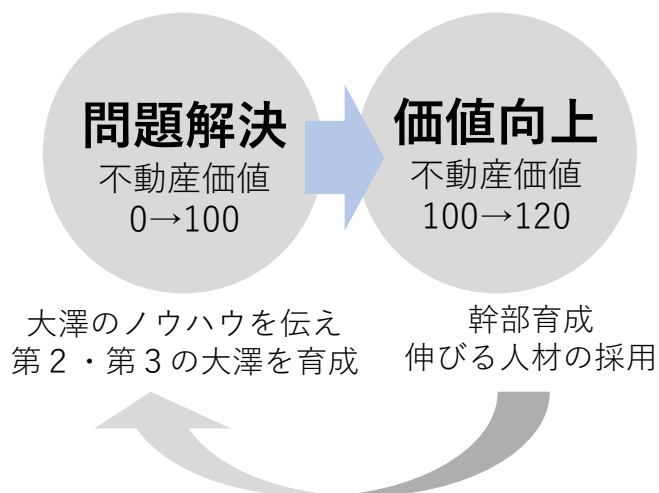 問題解決
不動産価値
0→100
価値向上
不動産価値
100→120
大澤のノウハウを伝え
第２・第３の大澤を育成
幹部育成
伸びる人材の採用